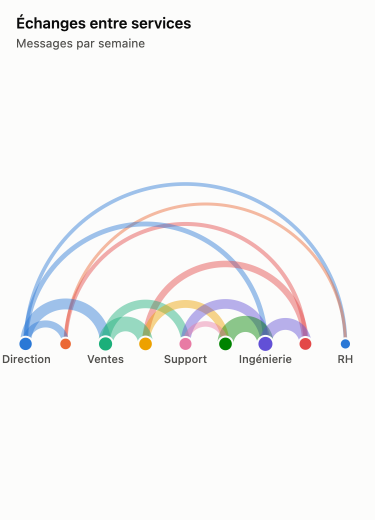 Échanges entre services
Messages par semaine
Direction Ventes Support Ingénierie RH